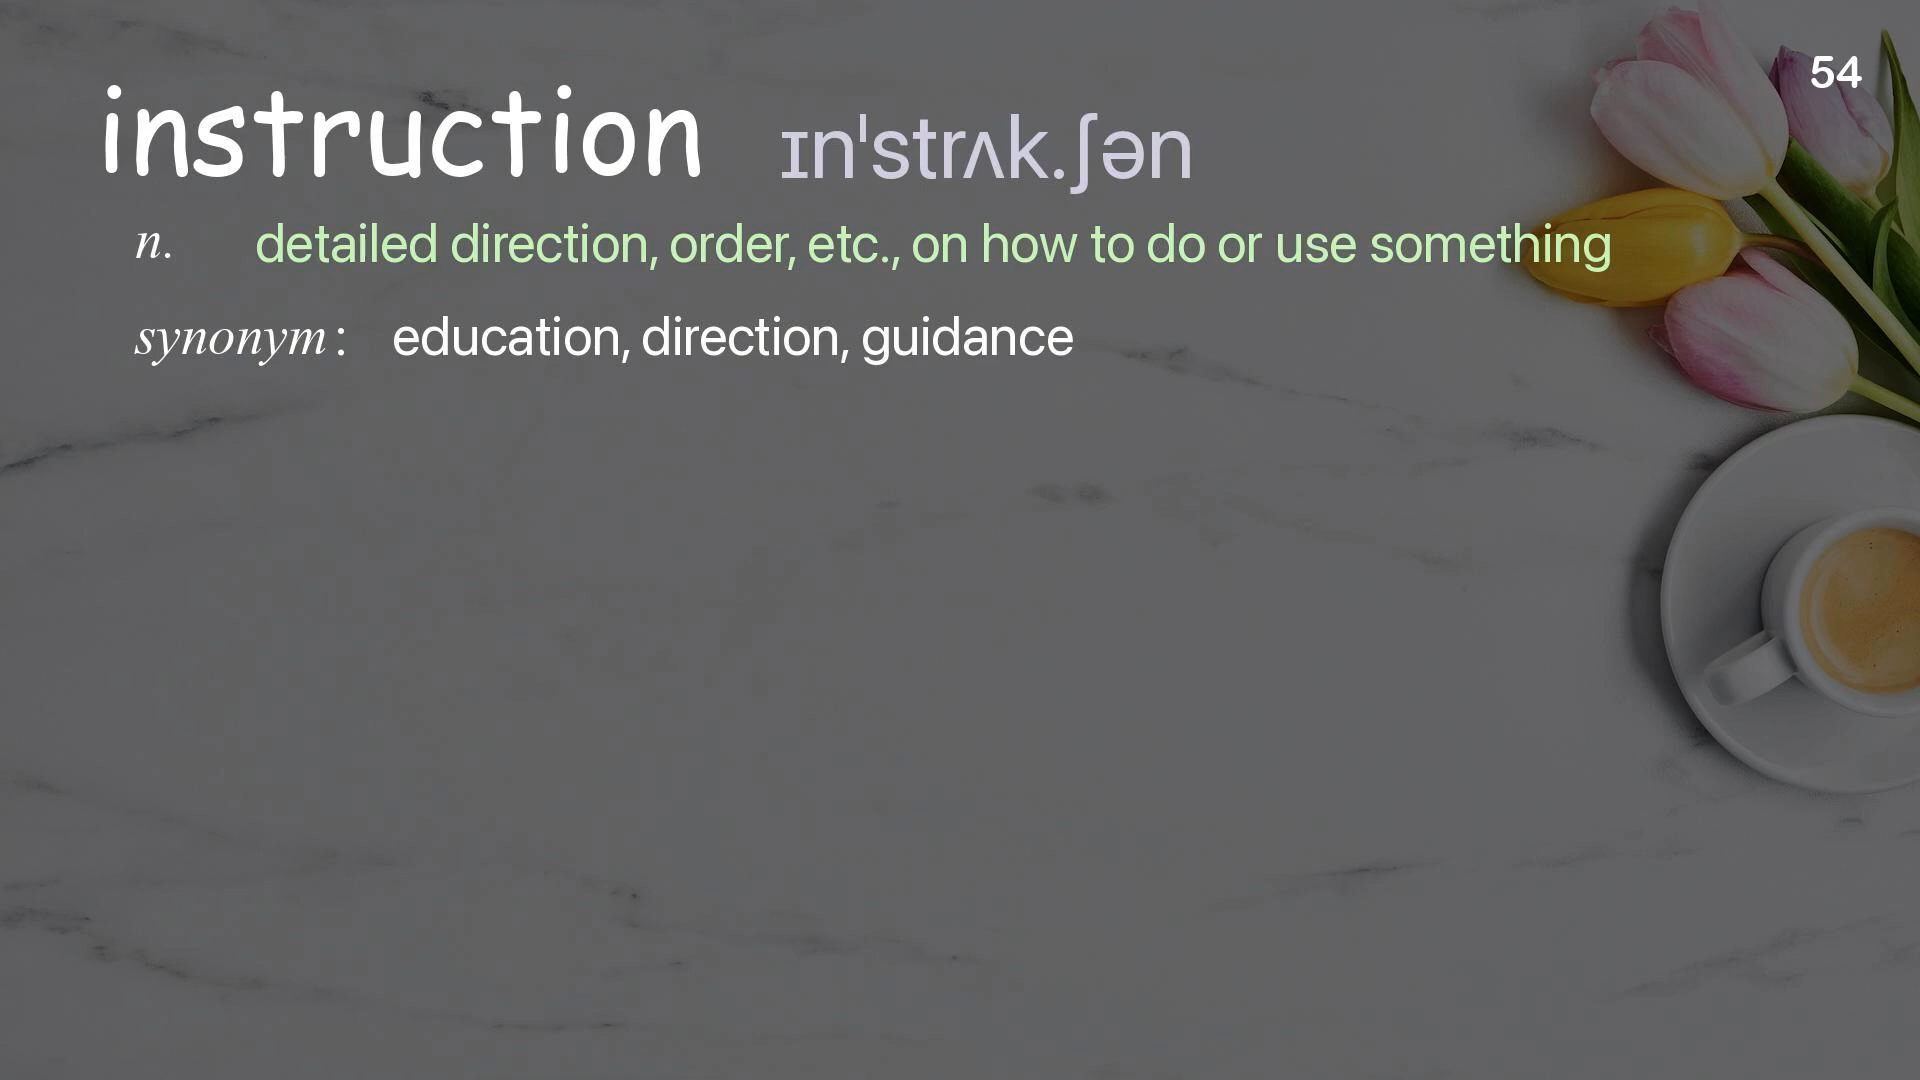 54
instruction ɪnˈstrʌk.ʃən
n. detailed direction, order, etc., on how to do or use something
synonym: education, direction, guidance